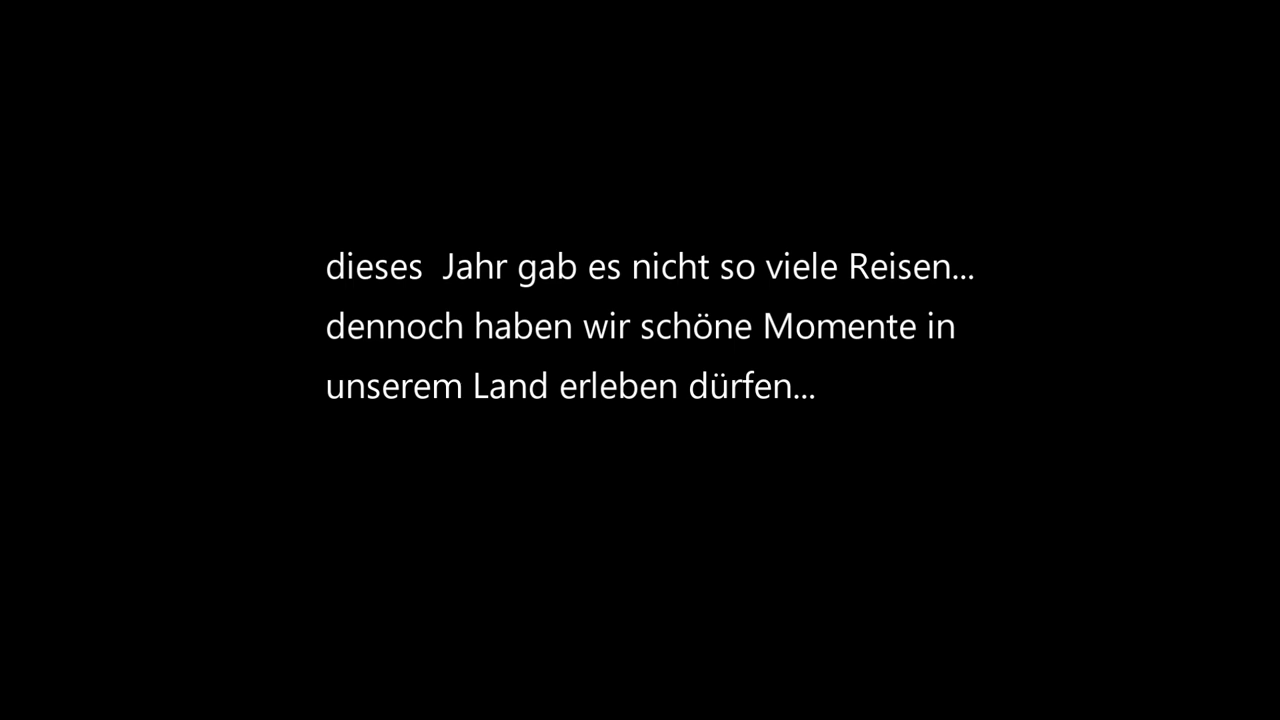 dieses  Jahr gab es nicht so viele Reisen...
dennoch haben wir schöne Momente in
unserem Land erleben dürfen...